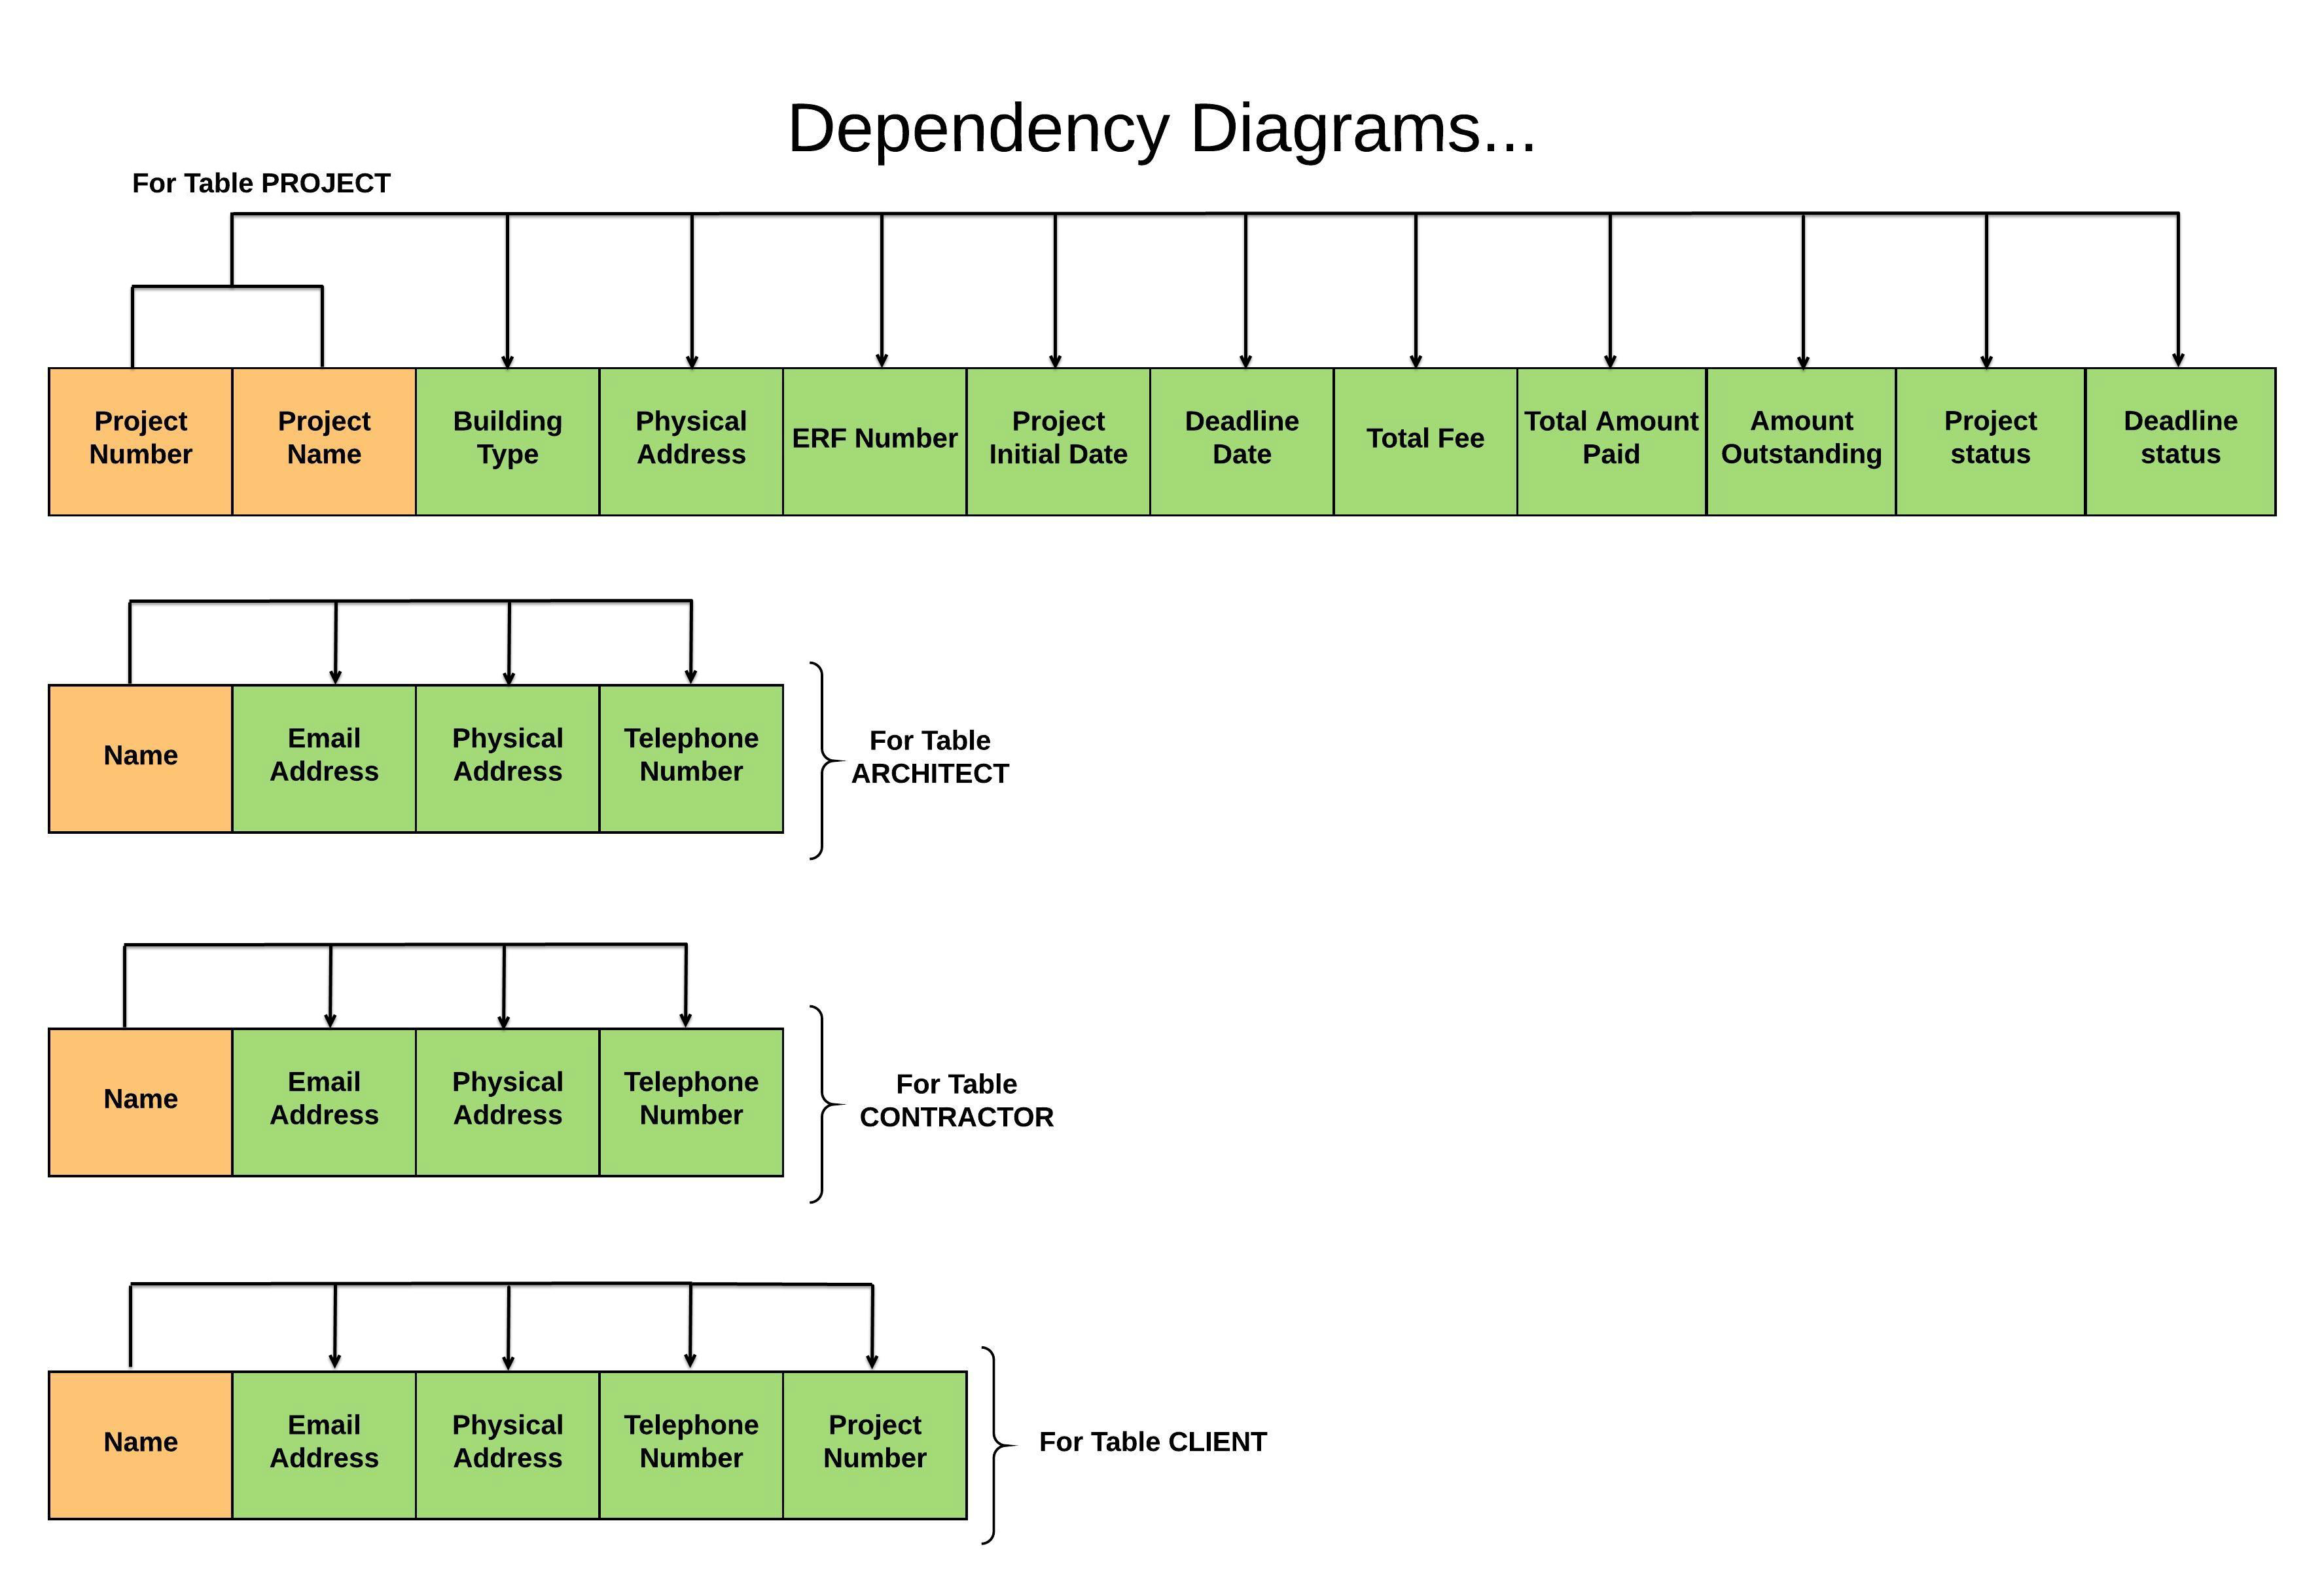 Dependency Diagrams...
For Table PROJECT
Project
Number
Project
Name
Building
Type
Physical
Address
ERF Number
Project
Initial Date
Deadline
Date
Total Fee
Total Amount
Paid
Amount
Outstanding
Project
status
Deadline
status
Name
Email
Address
Physical
Address
Telephone
Number
For Table
ARCHITECT
Name
Email
Address
Physical
Address
Telephone
Number
For Table
CONTRACTOR
Name
Email
Address
Physical
Address
Telephone
Number
Project
Number
For Table CLIENT